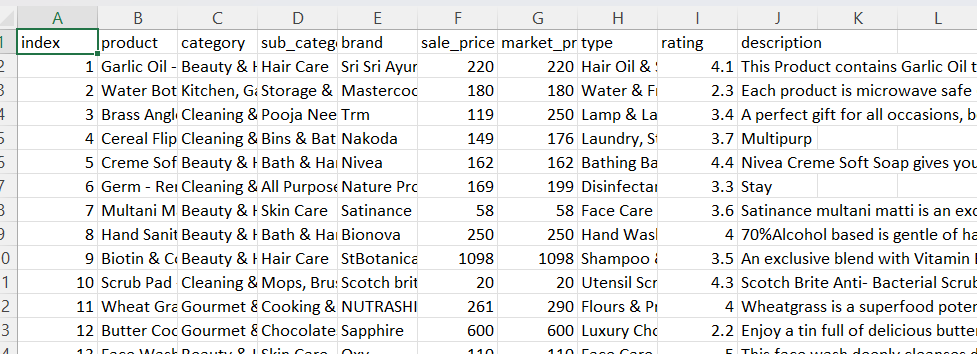 A B C D E F G H I J K L
index product category sub_categ brand sale_price market_pr type rating description
2 1 Garlic Oil - Beauty & H Hair Care Sri Sri Ayur 220 220 Hair Oil & S 4.1 This Product contains Garlic Oil t
3 2 Water Bot Kitchen, Ga Storage & Mastercoo 180 180 Water & Fr 2.3 Each product is microwave safe
4 3 Brass Angl Cleaning & Pooja Nee Trm 119 250 Lamp & La 3.4 A perfect gift for all occasions, b
5 4 Cereal Flip Cleaning & Bins & Bat Nakoda 149 176 Laundry, St 3.7 Multipurp
6 5 Creme Sof Beauty & H Bath & Ha Nivea 162 162 Bathing Ba 4.4 Nivea Creme Soft Soap gives you
7 6 Germ - Re Cleaning & All Purpose Nature Pro 169 199 Disinfectan 3.3 Stay
8 7 Multani M Beauty & H Skin Care Satinance 58 58 Face Care 3.6 Satinance multani matti is an exc
9 8 Hand Sanit Beauty & H Bath & Ha Bionova 250 250 Hand Wasl 4 70%Alcohol based is gentle of ha
0 9 Biotin & Co Beauty & H Hair Care StBotanica 1098 1098 Shampoo & 3.5 An exclusive blend with Vitamin
1 10 Scrub Pad Cleaning & Mops, Bru Scotch brit 20 20 Utensil Scr 4.3 Scotch Brite Anti- Bacterial Scrub
2 11 Wheat Gra Gourmet & Cooking & NUTRASHI 261 290 Flours & Pr 4 Wheatgrass is a superfood poten
3 12 Butter Coo Gourmet & Chocolate Sapphire 600 600 Luxury Cho 2.2 Enjoy a tin full of delicious butte